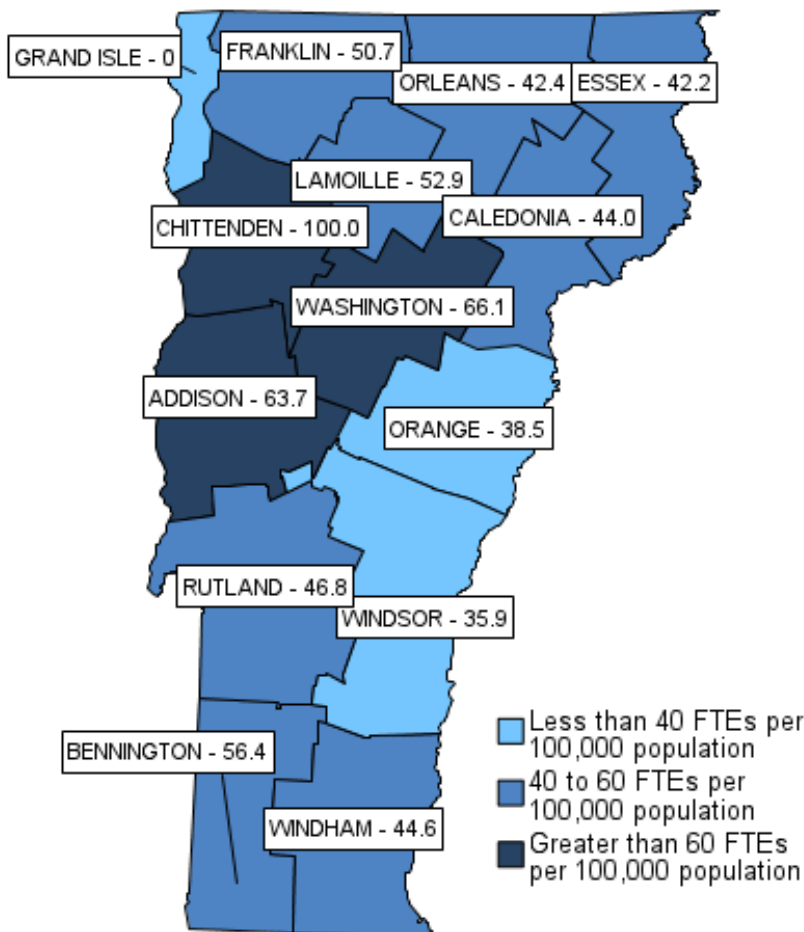 GRAND ISLE - 0
FRANKLIN - 50.7
ORLEANS - 42.4
ESSEX - 42.2
LAMOILLE - 52.9
CHITTENDEN - 100.0
CALEDONIA - 44.0
WASHINGTON - 66.1
ADDISON - 63.7
ORANGE - 38.5
RUTLAND - 46.8
WINDSOR - 35.9
BENNINGTON - 56.4
WINDHAM - 44.6
Less than 40 FTEs per
100,000 population
40 to 60 FTEs per
100,000 population
Greater than 60 FTEs
per 100,000 population